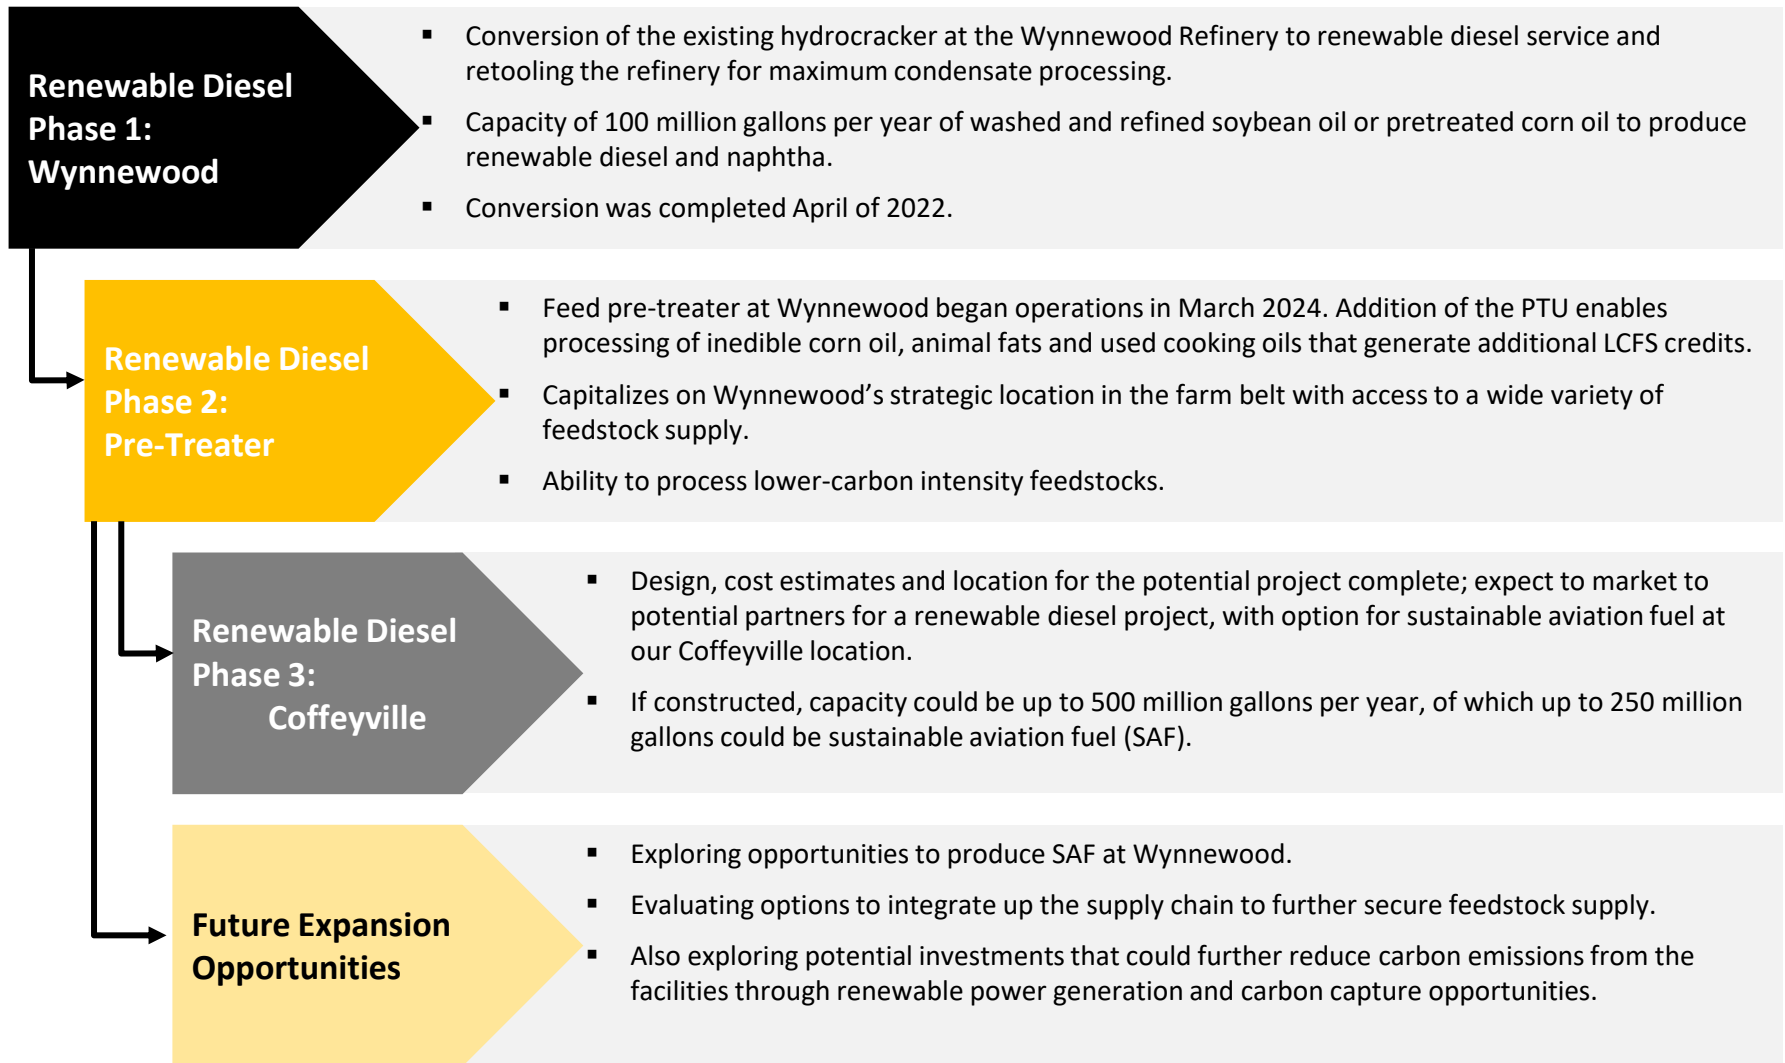 Renewable Diesel
Phase 1:
Wynnewood
▪ Conversion of the existing hydrocracker at the Wynnewood Refinery to renewable diesel service and
retooling the refinery for maximum condensate processing.
▪ Capacity of 100 million gallons per year of washed and refined soybean oil or pretreated corn oil to produce
renewable diesel and naphtha.
▪ Conversion was completed April of 2022.
Renewable Diesel
Phase 2:
Pre-Treater
▪ Feed pre-treater at Wynnewood began operations in March 2024. Addition of the PTU enables
processing of inedible corn oil, animal fats and used cooking oils that generate additional LCFS credits.
▪ Capitalizes on Wynnewood’s strategic location in the farm belt with access to a wide variety of
feedstock supply.
▪ Ability to process lower-carbon intensity feedstocks.
Renewable Diesel
Phase 3:
Coffeyville
▪ Design, cost estimates and location for the potential project complete; expect to market to
potential partners for a renewable diesel project, with option for sustainable aviation fuel at
our Coffeyville location.
▪ If constructed, capacity could be up to 500 million gallons per year, of which up to 250 million
gallons could be sustainable aviation fuel (SAF).
Future Expansion
Opportunities
▪ Exploring opportunities to produce SAF at Wynnewood.
▪ Evaluating options to integrate up the supply chain to further secure feedstock supply.
▪ Also exploring potential investments that could further reduce carbon emissions from the
facilities through renewable power generation and carbon capture opportunities.